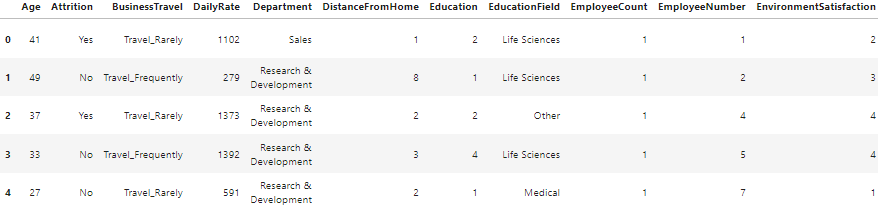 Age Attrition BusinessTravel DailyRate Department DistanceFromHome Education EducationField EmployeeCount EmployeeNumber EnvironmentSatisfaction
0 41 Yes Travel_Rarely 1102 Sales 1 2 Life Sciences 1 1 2
1 49 No Travel_Frequently 279 Research & Development 8 1 Life Sciences 1 2 3
2 37 Yes Travel_Rarely 1373 Research & Development 2 2 Other 1 4 4
3 33 No Travel_Frequently 1392 Research & Development 3 4 Life Sciences 1 5 4
4 27 No Travel_Rarely 591 Research & Development 2 1 Medical 1 7 1